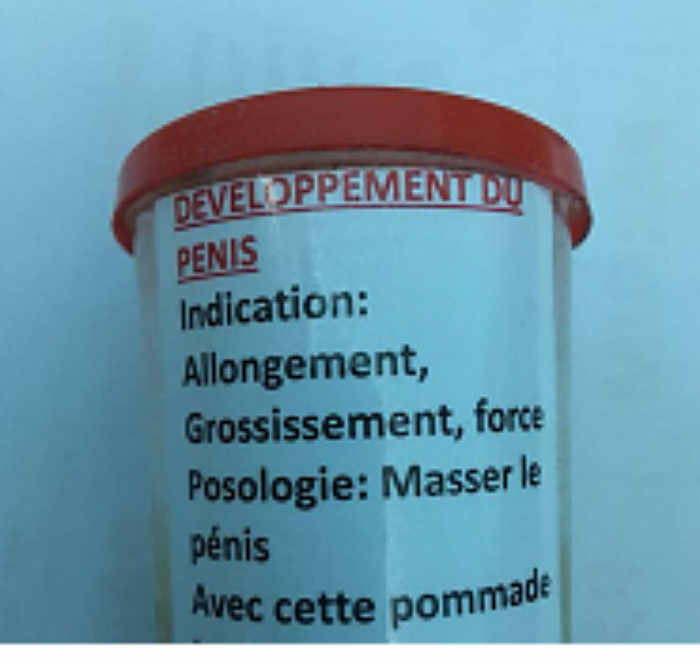 DEVELOPPEMENT DU
PENIS
Indication:
Allongement,
Grossissement, force
Posologie: Masser le
pénis
Avec cette pommade